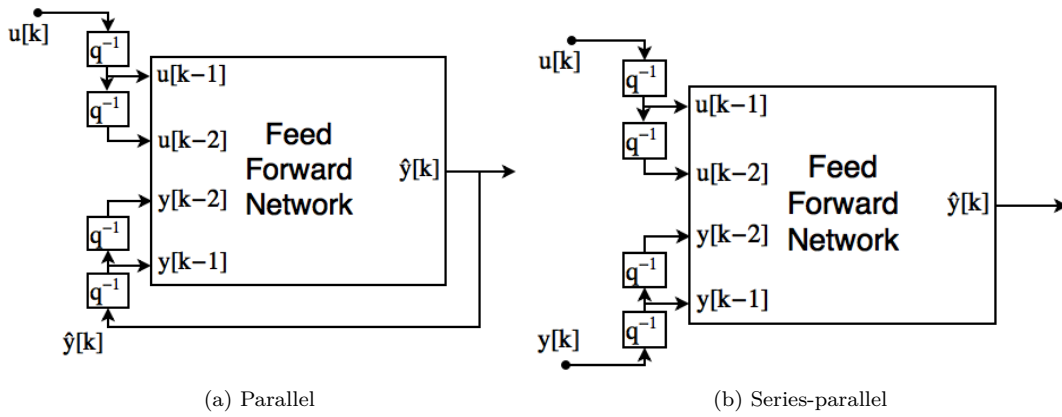 u[k]
q⁻¹
q⁻¹
u[k−1]
u[k−2]
y[k−2]
y[k−1]
Feed
Forward
Network
ŷ[k]
q⁻¹
q⁻¹
ŷ[k]
(a) Parallel
u[k]
q⁻¹
q⁻¹
u[k−1]
u[k−2]
y[k−2]
y[k−1]
Feed
Forward
Network
ŷ[k]
q⁻¹
q⁻¹
y[k]
(b) Series-parallel